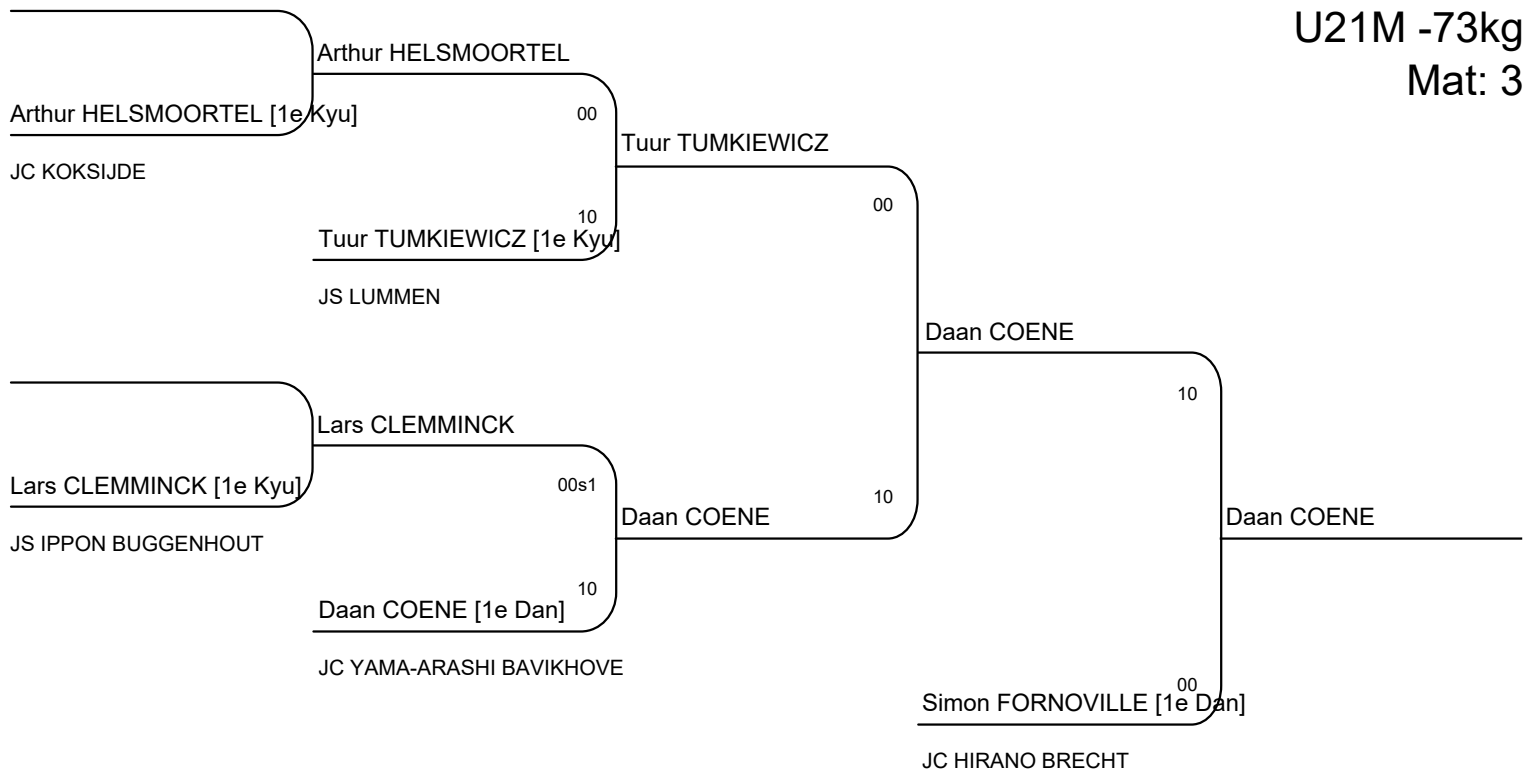 U21M -73kg
Mat: 3
Arthur HELSMOORTEL
Arthur HELSMOORTEL [1e Kyu]
00
JC KOKSIJDE
Tuur TUMKIEWICZ
00
10
Tuur TUMKIEWICZ [1e Kyu]
JS LUMMEN
Daan COENE
10
Lars CLEMMINCK
Lars CLEMMINCK [1e Kyu]
00s1
JS IPPON BUGGENHOUT
Daan COENE
10
Daan COENE
10
Daan COENE [1e Dan]
JC YAMA-ARASHI BAVIKHOVE
00
Simon FORNOVILLE [1e Dan]
JC HIRANO BRECHT